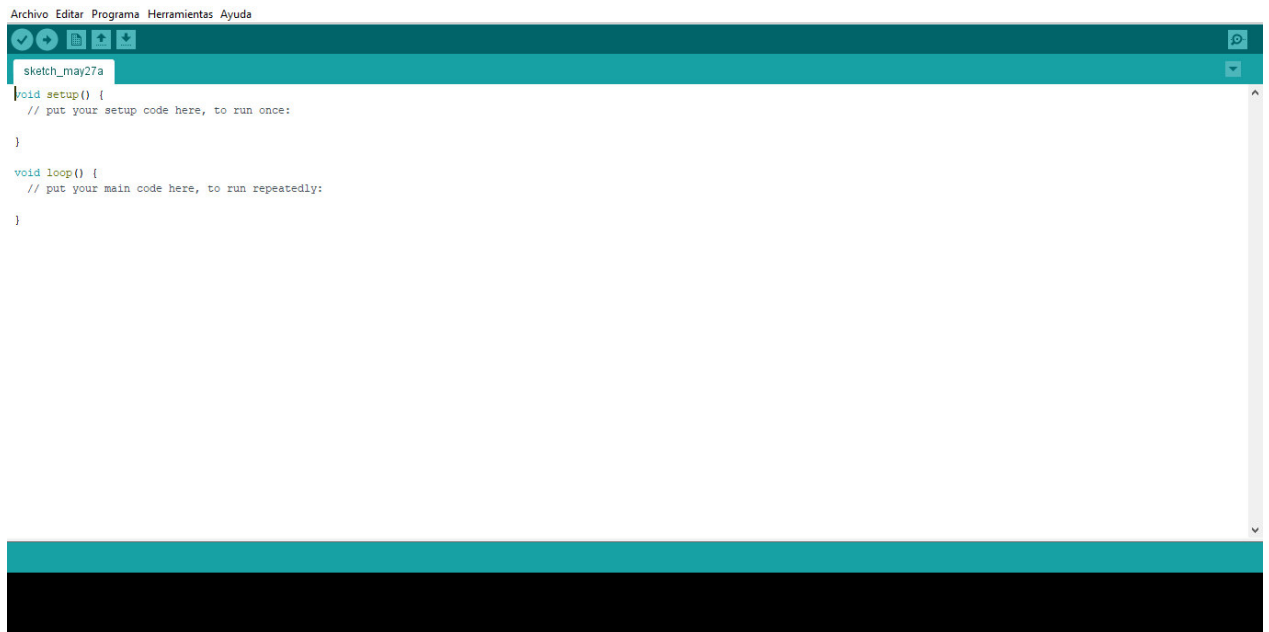 Archivo Editar Programa Herramientas Ayuda
sketch_may27a
void setup() {
  // put your setup code here, to run once:
}
void loop() {
  // put your main code here, to run repeatedly:
}